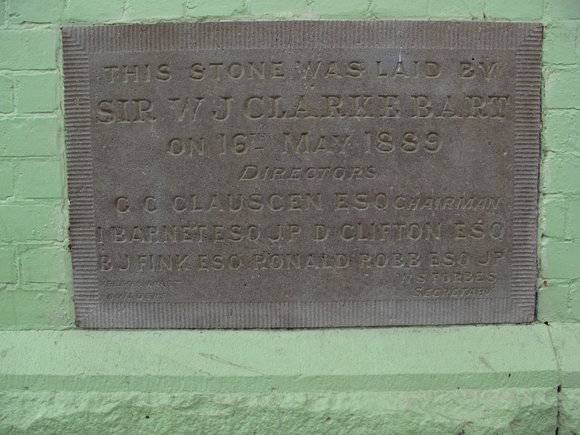 THIS STONE WAS LAID BY
SIR W J CLARKE BART
ON 16TH MAY 1889
DIRECTORS
C C CLAUSCEN ESQ CHAIRMAN
I BARNET ESQ JP D CLIFTON ESQ
B J FINK ESQ RONALD ROBB ESQ JP
W S FORBES
SECRETARY